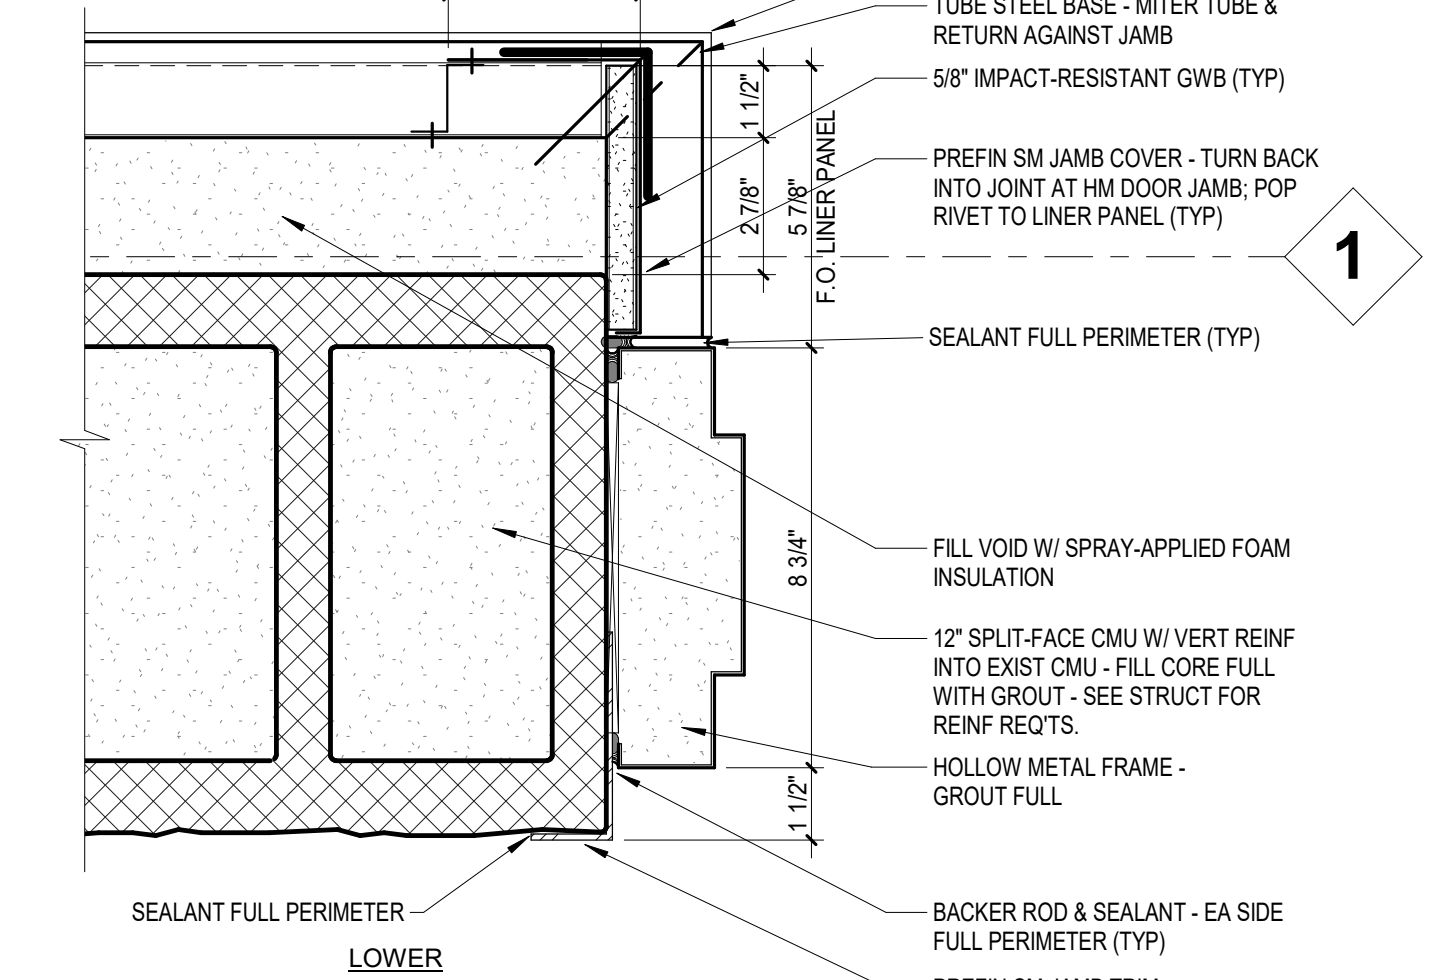 TUBE STEEL BASE - MITER TUBE &
RETURN AGAINST JAMB
5/8" IMPACT-RESISTANT GWB (TYP)
PREFIN SM JAMB COVER - TURN BACK
INTO JOINT AT HM DOOR JAMB; POP
RIVET TO LINER PANEL (TYP)
1
SEALANT FULL PERIMETER (TYP)
FILL VOID W/ SPRAY-APPLIED FOAM
INSULATION
12" SPLIT-FACE CMU W/ VERT REINF
INTO EXIST CMU - FILL CORE FULL
WITH GROUT - SEE STRUCT FOR
REINF REQ'TS.
HOLLOW METAL FRAME -
GROUT FULL
BACKER ROD & SEALANT - EA SIDE
FULL PERIMETER (TYP)
PREFIN SM JAMB TRIM
1 1/2"
2 7/8"
5 7/8"
F.O. LINER PANEL
8 3/4"
1 1/2"
SEALANT FULL PERIMETER
LOWER